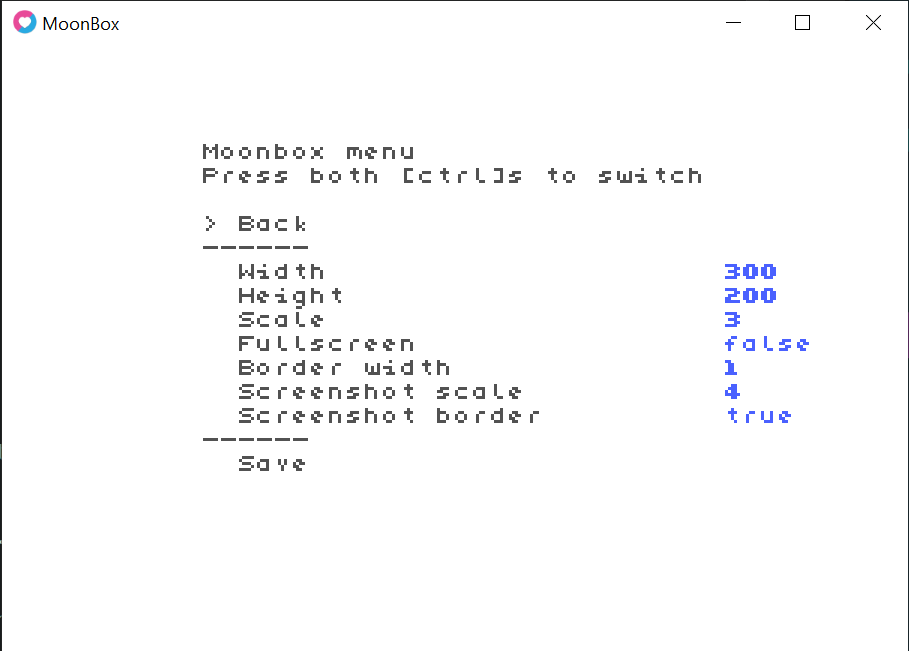 MoonBox
Moonbox menu
Press both [ctrl]s to switch
> Back
------
Width 300
Height 200
Scale 3
Fullscreen false
Border width 1
Screenshot scale 4
Screenshot border true
------
Save